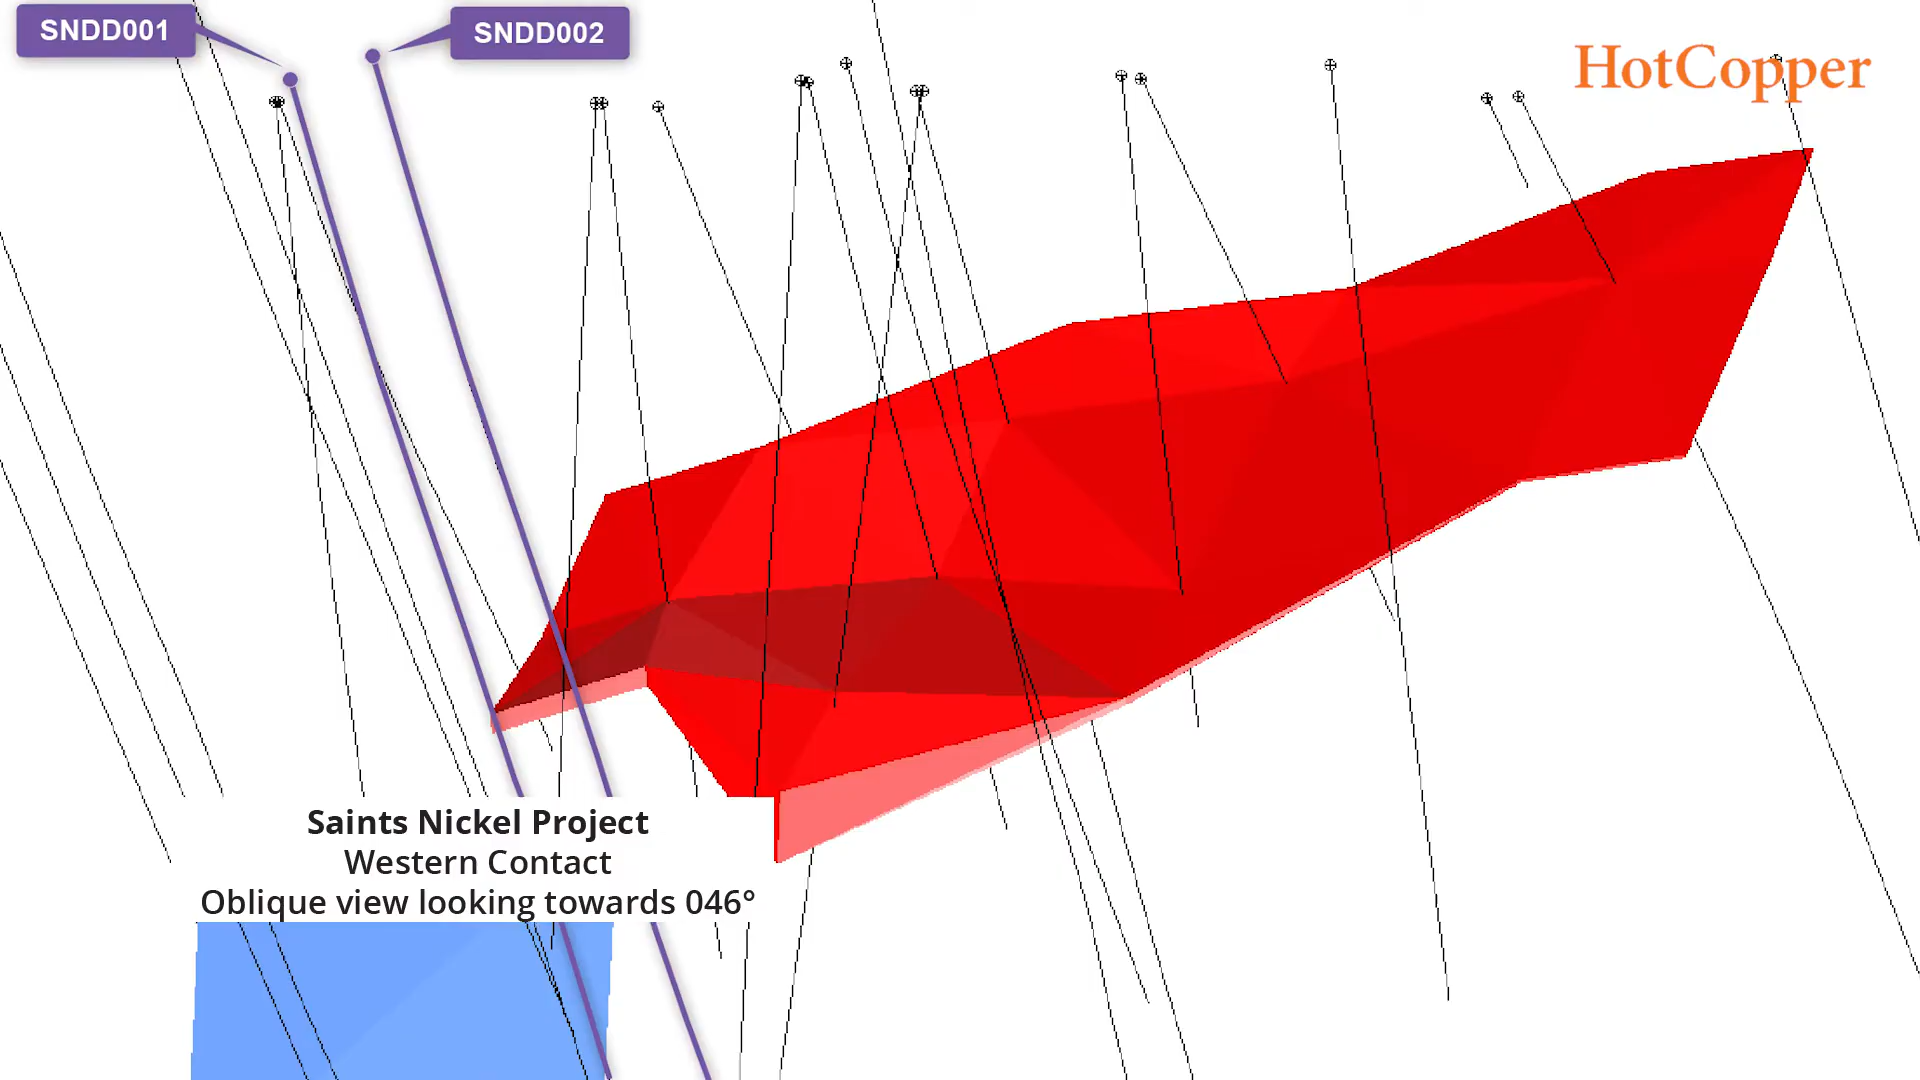 SNDD001
SNDD002
HotCopper
Saints Nickel Project
Western Contact
Oblique view looking towards 046°